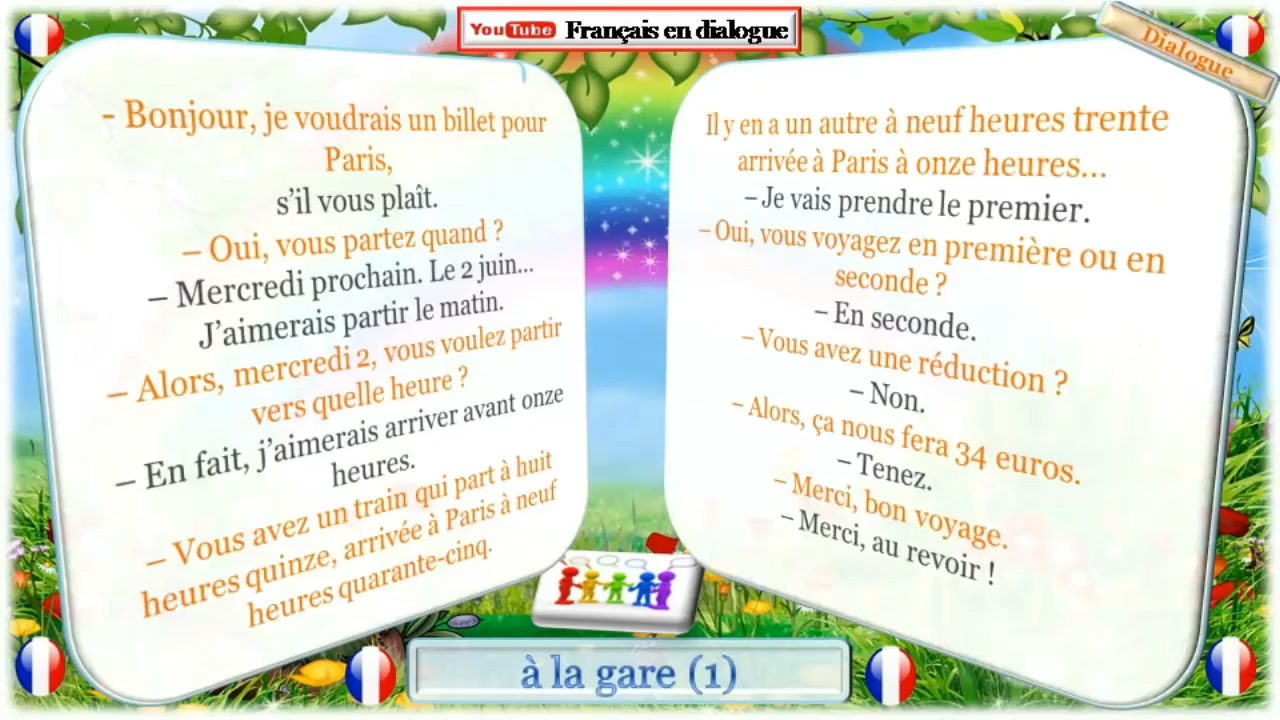 YouTube Français en dialogue
Dialogue
- Bonjour, je voudrais un billet pour
Paris,
s'il vous plaît.
– Oui, vous partez quand ?
– Mercredi prochain. Le 2 juin...
J'aimerais partir le matin.
– Alors, mercredi 2, vous voulez partir
vers quelle heure ?
– En fait, j'aimerais arriver avant onze
heures.
– Vous avez un train qui part à huit
heures quinze, arrivée à Paris à neuf
heures quarante-cinq.
Il y en a un autre à neuf heures trente
arrivée à Paris à onze heures...
– Je vais prendre le premier.
– Oui, vous voyagez en première ou en
seconde ?
– En seconde.
– Vous avez une réduction ?
– Non.
– Alors, ça nous fera 34 euros.
– Tenez.
– Merci, bon voyage.
– Merci, au revoir !
à la gare (1)